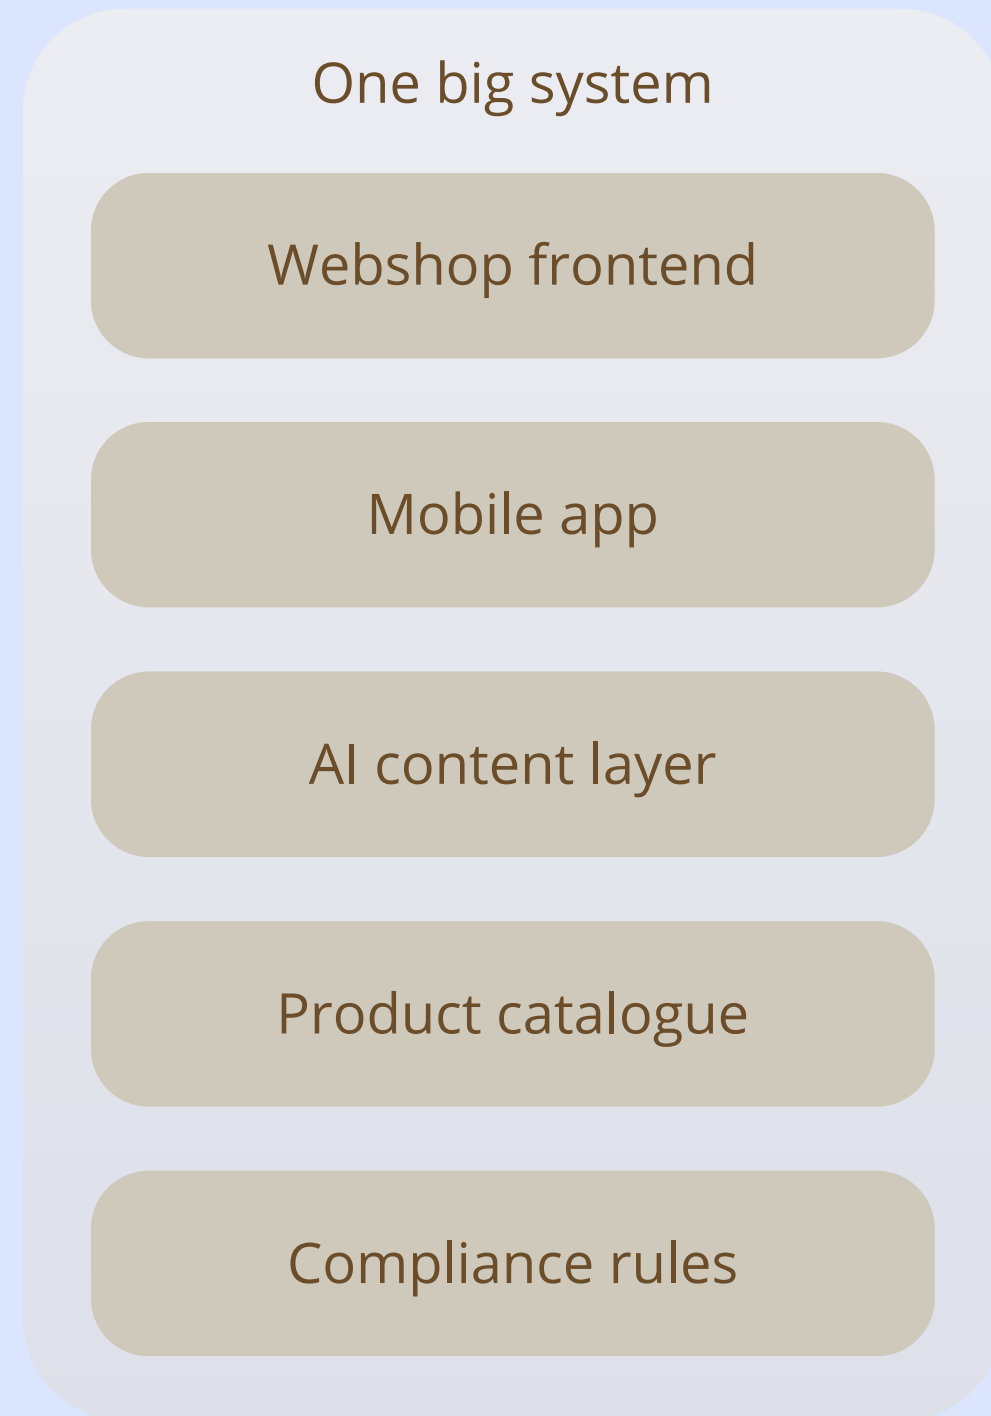 One big system
Webshop frontend
Mobile app
AI content layer
Product catalogue
Compliance rules